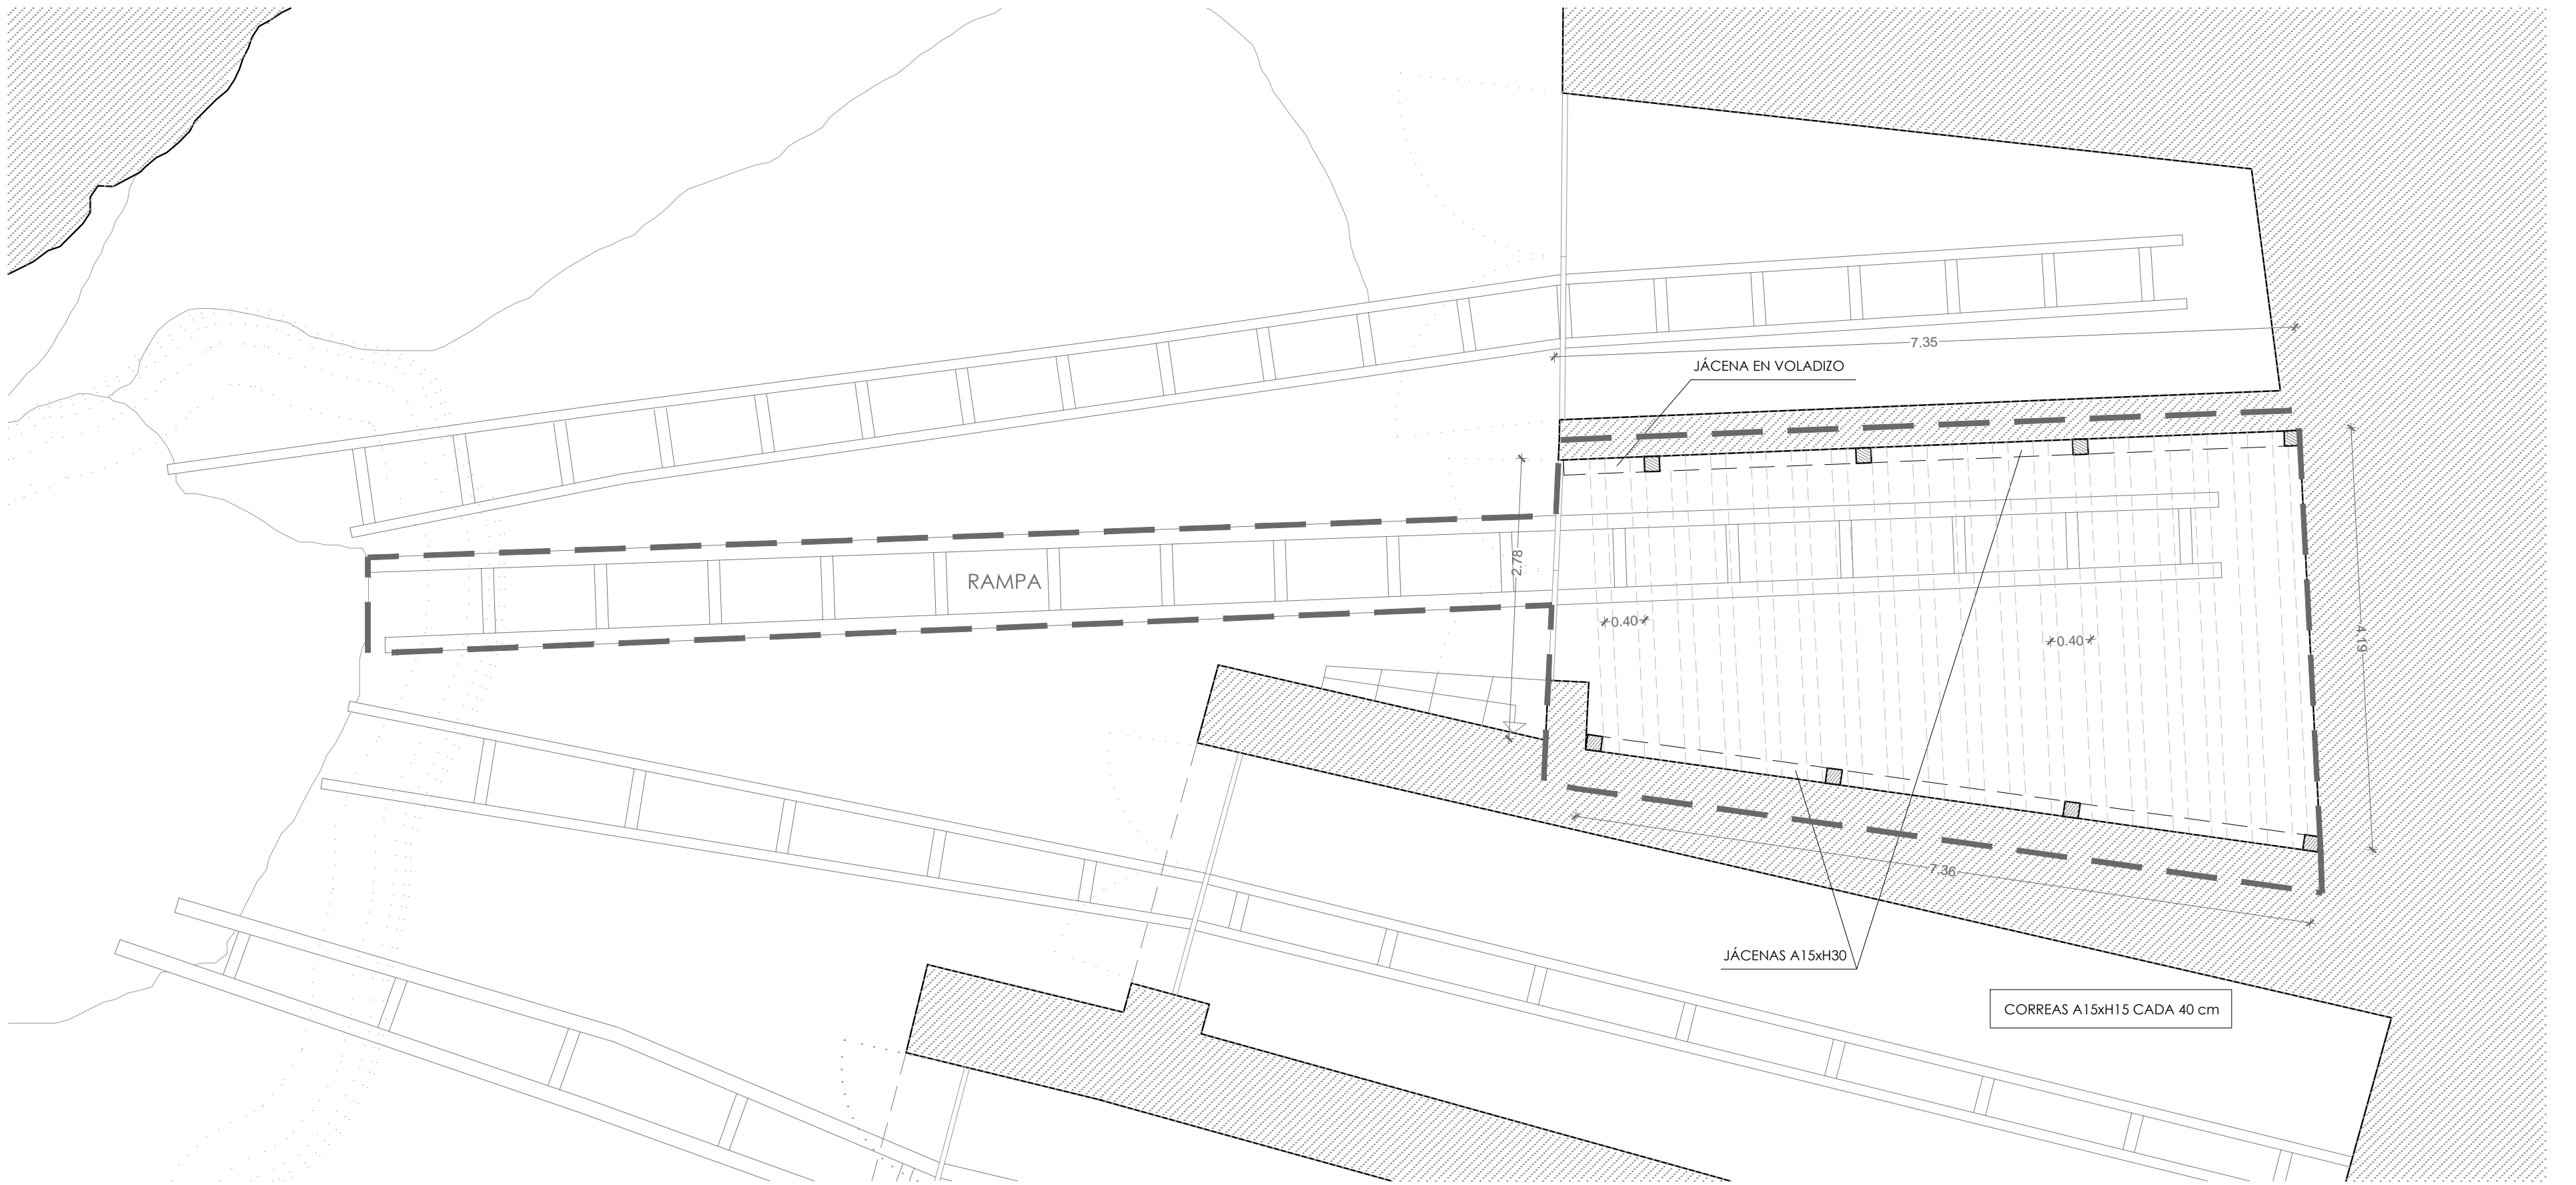 7.35
JÁCENA EN VOLADIZO
2.78
RAMPA
0.40
0.40
4.19
7.36
JÁCENAS A15xH30
CORREAS A15xH15 CADA 40 cm